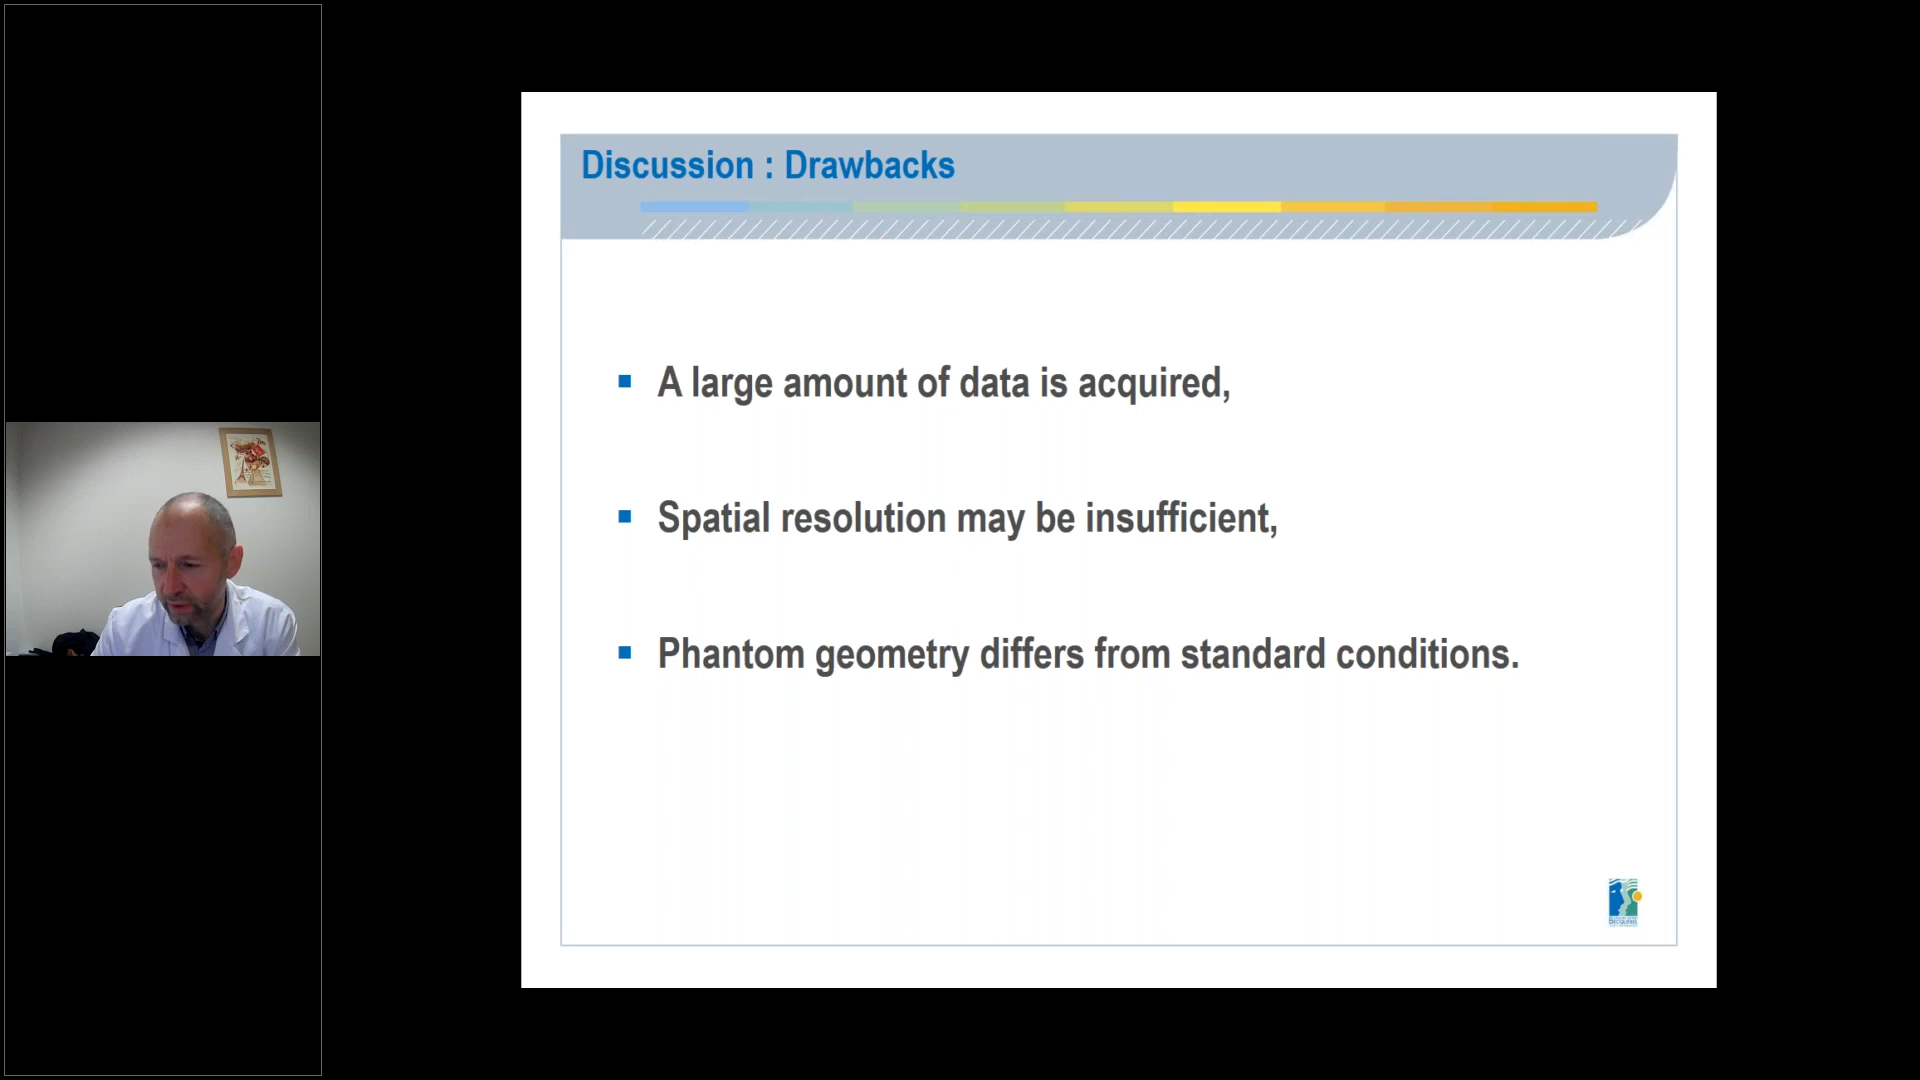 Discussion : Drawbacks
A large amount of data is acquired,
Spatial resolution may be insufficient,
Phantom geometry differs from standard conditions.